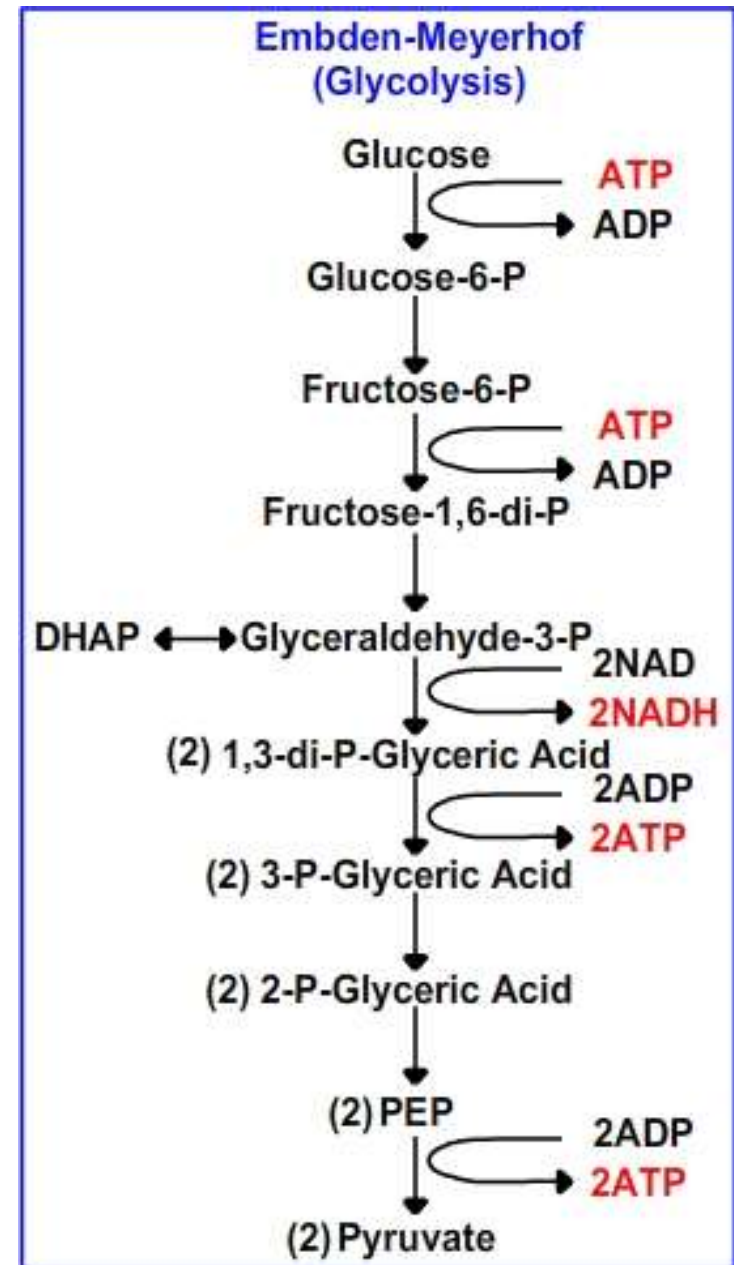 Embden-Meyerhof
(Glycolysis)
Glucose
ATP
ADP
Glucose-6-P
Fructose-6-P
ATP
ADP
Fructose-1,6-di-P
DHAP Glyceraldehyde-3-P
2NAD
2NADH
(2) 1,3-di-P-Glyceric Acid
2ADP
2ATP
(2) 3-P-Glyceric Acid
(2) 2-P-Glyceric Acid
(2) PEP
2ADP
2ATP
(2) Pyruvate